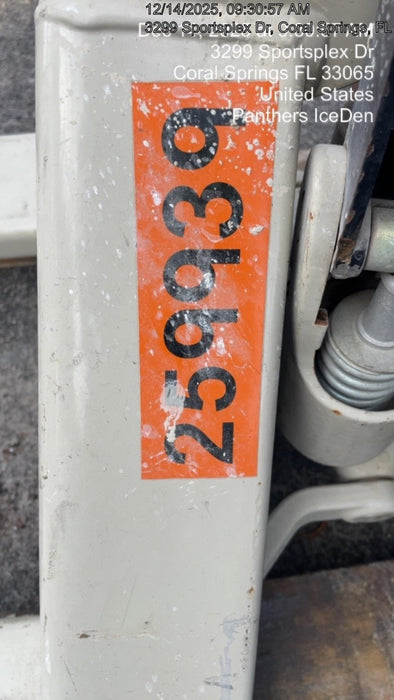 12/14/2025, 09:30:57 AM
3299 Sportsplex Dr, Coral Springs, FL
3299 Sportsplex Dr
Coral Springs FL 33065
United States
Panthers IceDen
259939